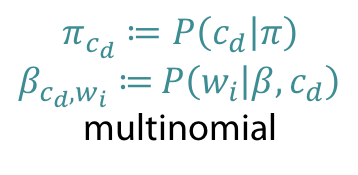 π_{c_d} ≔ P(c_d|π)
β_{c_d,w_i} ≔ P(w_i|β, c_d)
multinomial